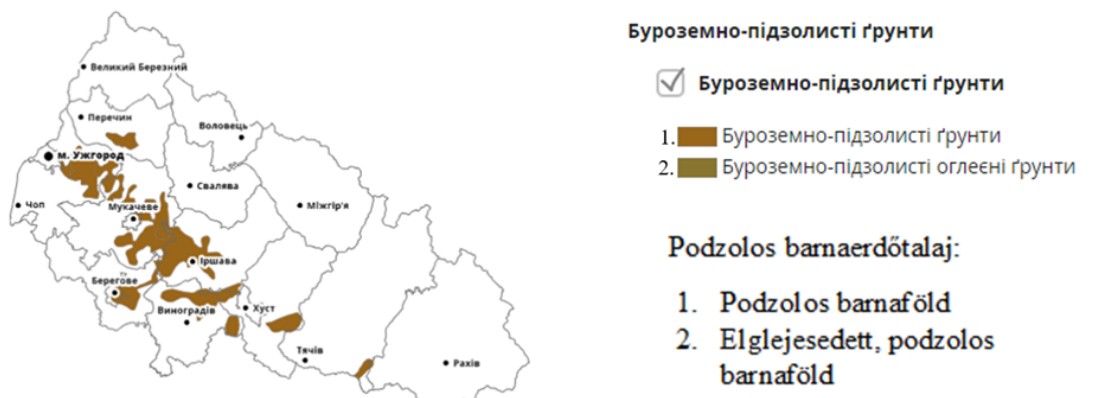 Великий Березний
Перечин
Воловець
м. Ужгород
Свалява
Чоп
Мукачеве
Міжгір'я
Іршава
Берегове
Виноградів
Хуст
Тячів
Рахів
Буроземно-підзолисті ґрунти
Буроземно-підзолисті ґрунти
1. Буроземно-підзолисті ґрунти
2. Буроземно-підзолисті оглеєні ґрунти
Podzolos barnaerdőtalaj:
1. Podzolos barnaföld
2. Elglejesedett, podzolos
barnaföld